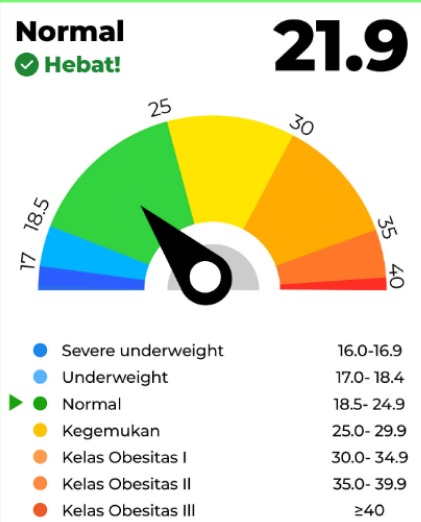 Normal
21.9
Hebat!
25
30
18.5
35
17
40
Severe underweight 16.0-16.9
Underweight 17.0- 18.4
Normal 18.5- 24.9
Kegemukan 25.0- 29.9
Kelas Obesitas I 30.0- 34.9
Kelas Obesitas II 35.0- 39.9
Kelas Obesitas III ≥40